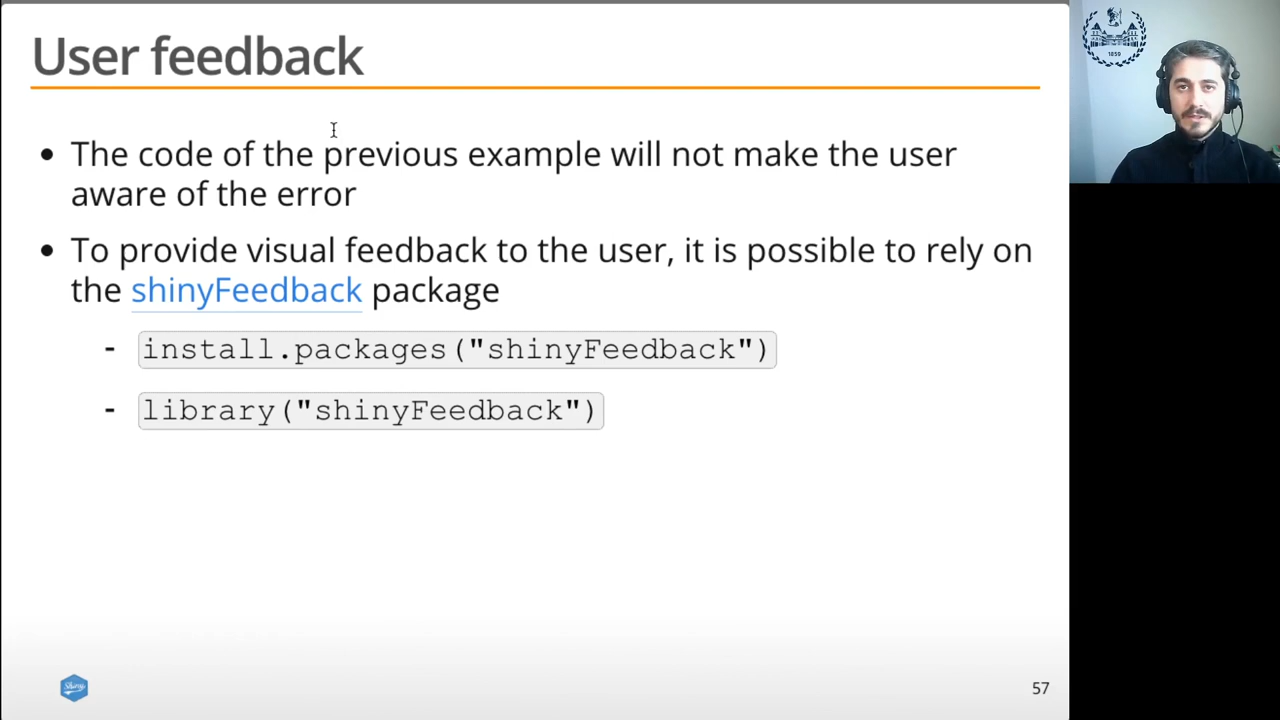 User feedback
1859
The code of the previous example will not make the user
aware of the error
To provide visual feedback to the user, it is possible to rely on
the shinyFeedback package
- install.packages("shinyFeedback")
- library("shinyFeedback")
Shiny
57